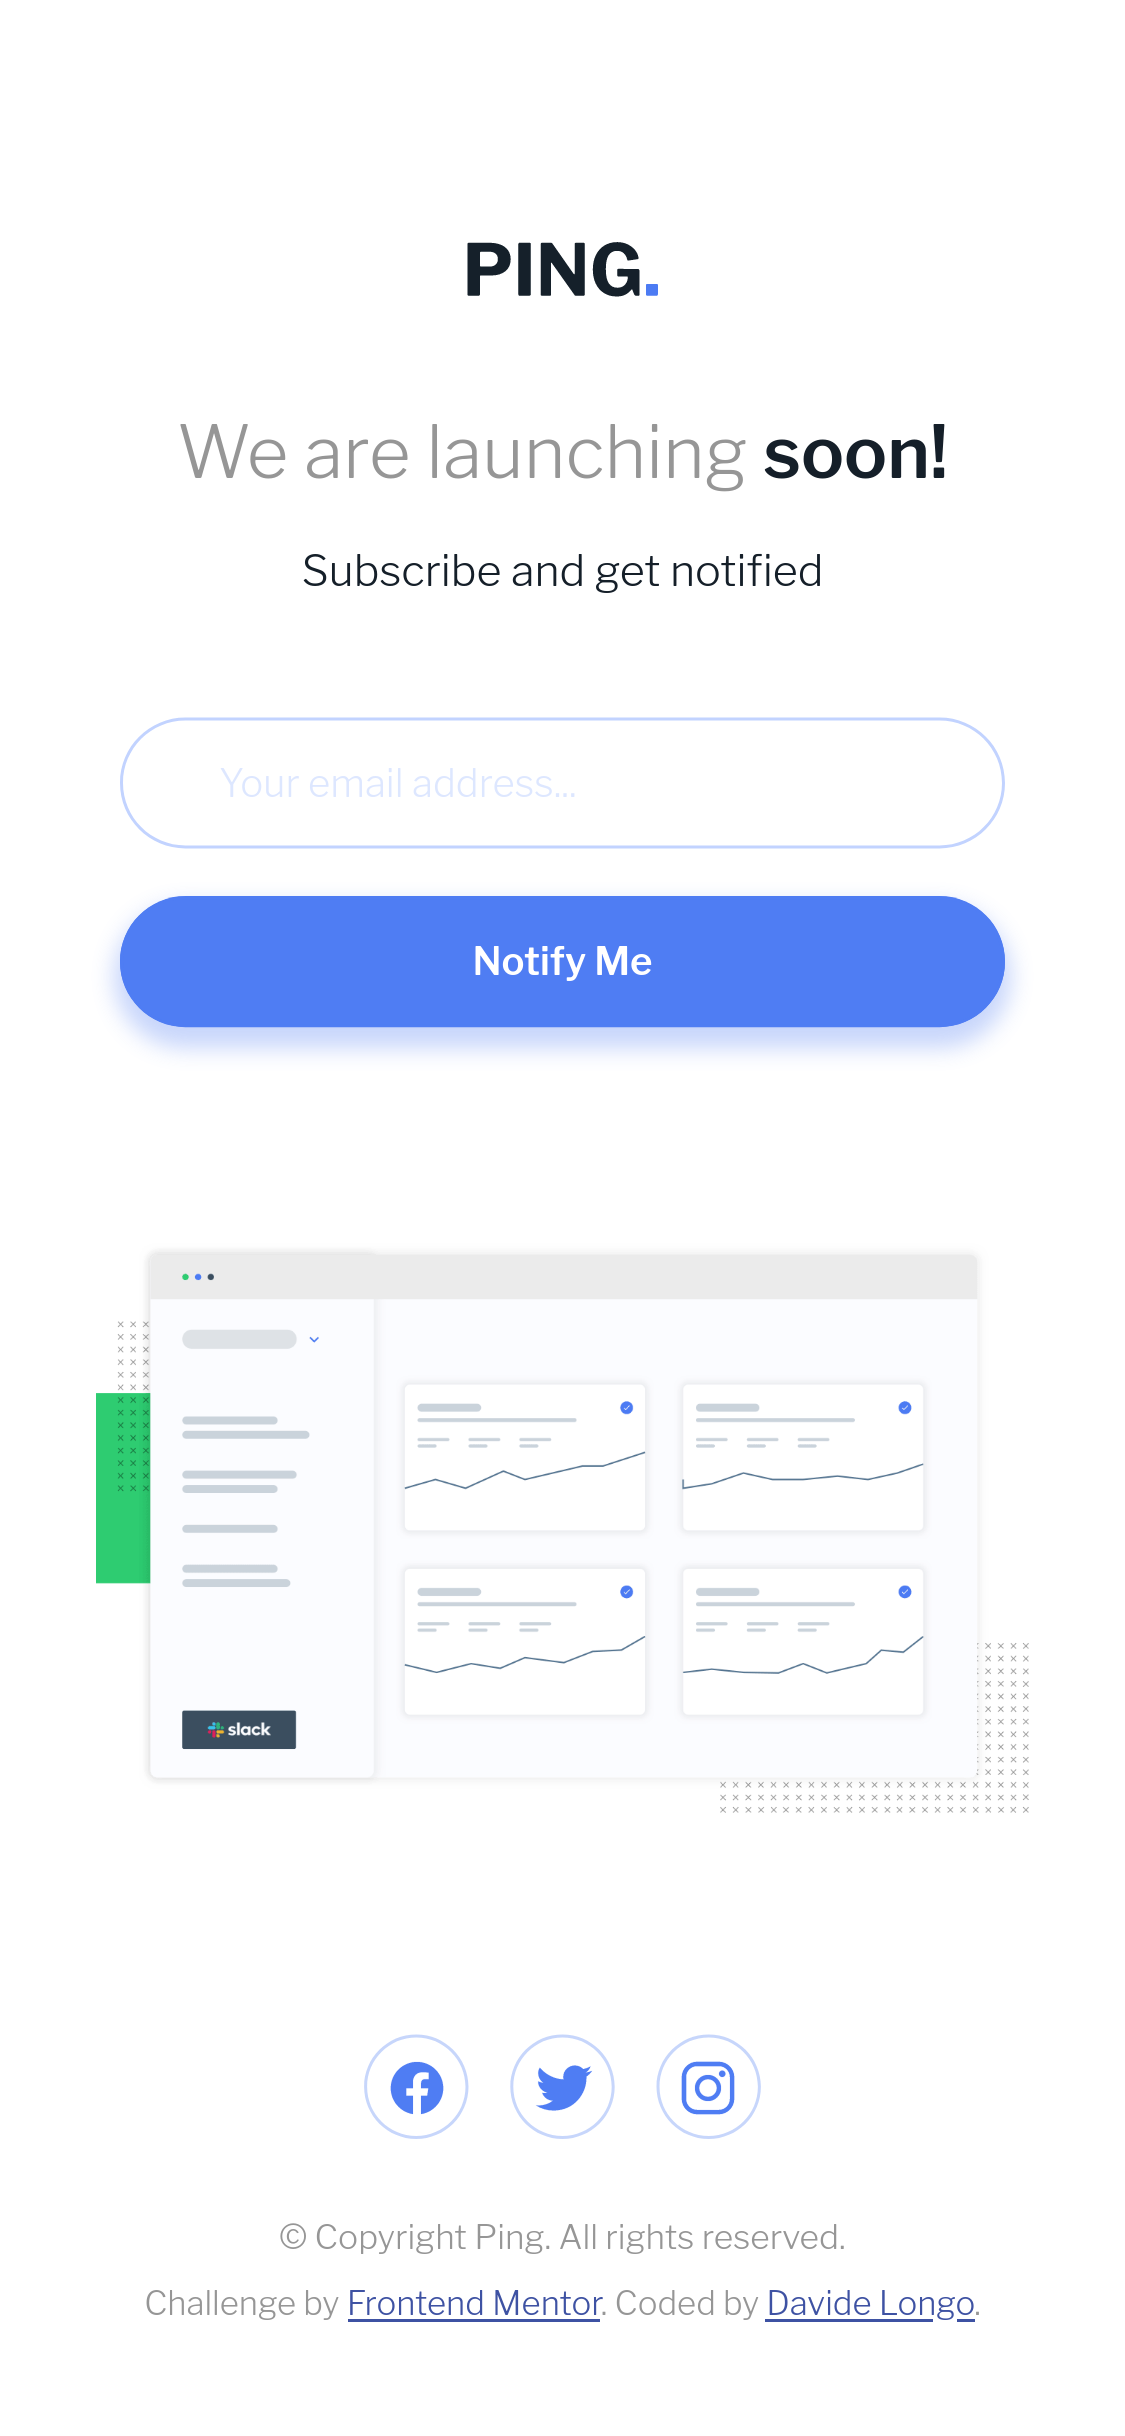 PING.
We are launching soon!
Subscribe and get notified
Your email address...
Notify Me
slack
© Copyright Ping. All rights reserved.
Challenge by Frontend Mentor. Coded by Davide Longo.